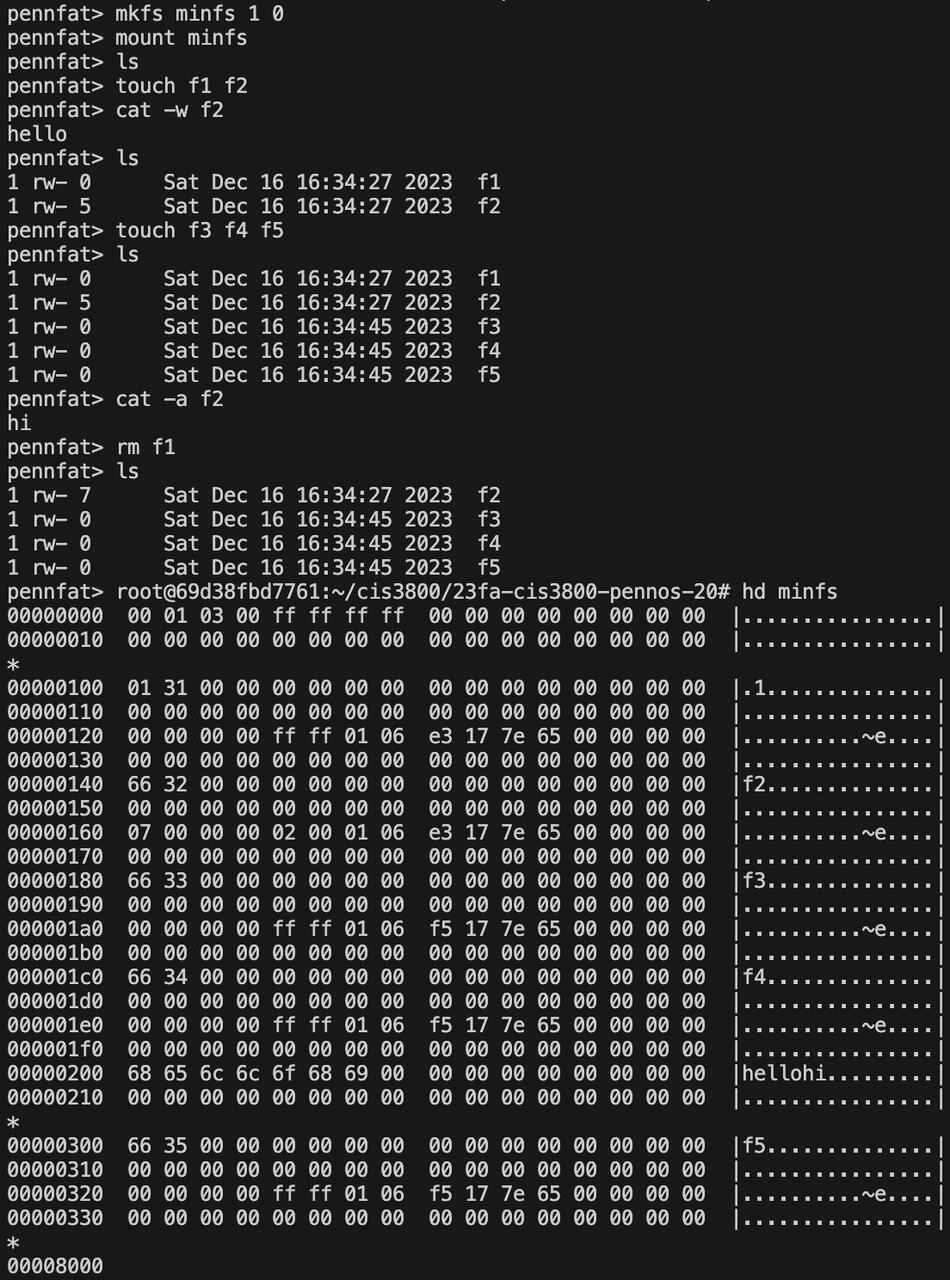 pennfat> mkfs minfs 1 0
pennfat> mount minfs
pennfat> ls
pennfat> touch f1 f2
pennfat> cat -w f2
hello
pennfat> ls
1 rw- 0      Sat Dec 16 16:34:27 2023  f1
1 rw- 5      Sat Dec 16 16:34:27 2023  f2
pennfat> touch f3 f4 f5
pennfat> ls
1 rw- 0      Sat Dec 16 16:34:27 2023  f1
1 rw- 5      Sat Dec 16 16:34:27 2023  f2
1 rw- 0      Sat Dec 16 16:34:45 2023  f3
1 rw- 0      Sat Dec 16 16:34:45 2023  f4
1 rw- 0      Sat Dec 16 16:34:45 2023  f5
pennfat> cat -a f2
hi
pennfat> rm f1
pennfat> ls
1 rw- 7      Sat Dec 16 16:34:27 2023  f2
1 rw- 0      Sat Dec 16 16:34:45 2023  f3
1 rw- 0      Sat Dec 16 16:34:45 2023  f4
1 rw- 0      Sat Dec 16 16:34:45 2023  f5
pennfat> root@69d38fbd7761:~/cis3800/23fa-cis3800-pennos-20# hd minfs
00000000  00 01 03 00 ff ff ff ff  00 00 00 00 00 00 00 00  |................|
00000010  00 00 00 00 00 00 00 00  00 00 00 00 00 00 00 00  |................|
*
00000100  01 31 00 00 00 00 00 00  00 00 00 00 00 00 00 00  |.1..............|
00000110  00 00 00 00 00 00 00 00  00 00 00 00 00 00 00 00  |................|
00000120  00 00 00 00 ff ff 01 06  e3 17 7e 65 00 00 00 00  |..........~e....|
00000130  00 00 00 00 00 00 00 00  00 00 00 00 00 00 00 00  |................|
00000140  66 32 00 00 00 00 00 00  00 00 00 00 00 00 00 00  |f2..............|
00000150  00 00 00 00 00 00 00 00  00 00 00 00 00 00 00 00  |................|
00000160  07 00 00 00 02 00 01 06  e3 17 7e 65 00 00 00 00  |..........~e....|
00000170  00 00 00 00 00 00 00 00  00 00 00 00 00 00 00 00  |................|
00000180  66 33 00 00 00 00 00 00  00 00 00 00 00 00 00 00  |f3..............|
00000190  00 00 00 00 00 00 00 00  00 00 00 00 00 00 00 00  |................|
000001a0  00 00 00 00 ff ff 01 06  f5 17 7e 65 00 00 00 00  |..........~e....|
000001b0  00 00 00 00 00 00 00 00  00 00 00 00 00 00 00 00  |................|
000001c0  66 34 00 00 00 00 00 00  00 00 00 00 00 00 00 00  |f4..............|
000001d0  00 00 00 00 00 00 00 00  00 00 00 00 00 00 00 00  |................|
000001e0  00 00 00 00 ff ff 01 06  f5 17 7e 65 00 00 00 00  |..........~e....|
000001f0  00 00 00 00 00 00 00 00  00 00 00 00 00 00 00 00  |................|
00000200  68 65 6c 6c 6f 68 69 00  00 00 00 00 00 00 00 00  |hellohi.........|
00000210  00 00 00 00 00 00 00 00  00 00 00 00 00 00 00 00  |................|
*
00000300  66 35 00 00 00 00 00 00  00 00 00 00 00 00 00 00  |f5..............|
00000310  00 00 00 00 00 00 00 00  00 00 00 00 00 00 00 00  |................|
00000320  00 00 00 00 ff ff 01 06  f5 17 7e 65 00 00 00 00  |..........~e....|
00000330  00 00 00 00 00 00 00 00  00 00 00 00 00 00 00 00  |................|
*
00008000